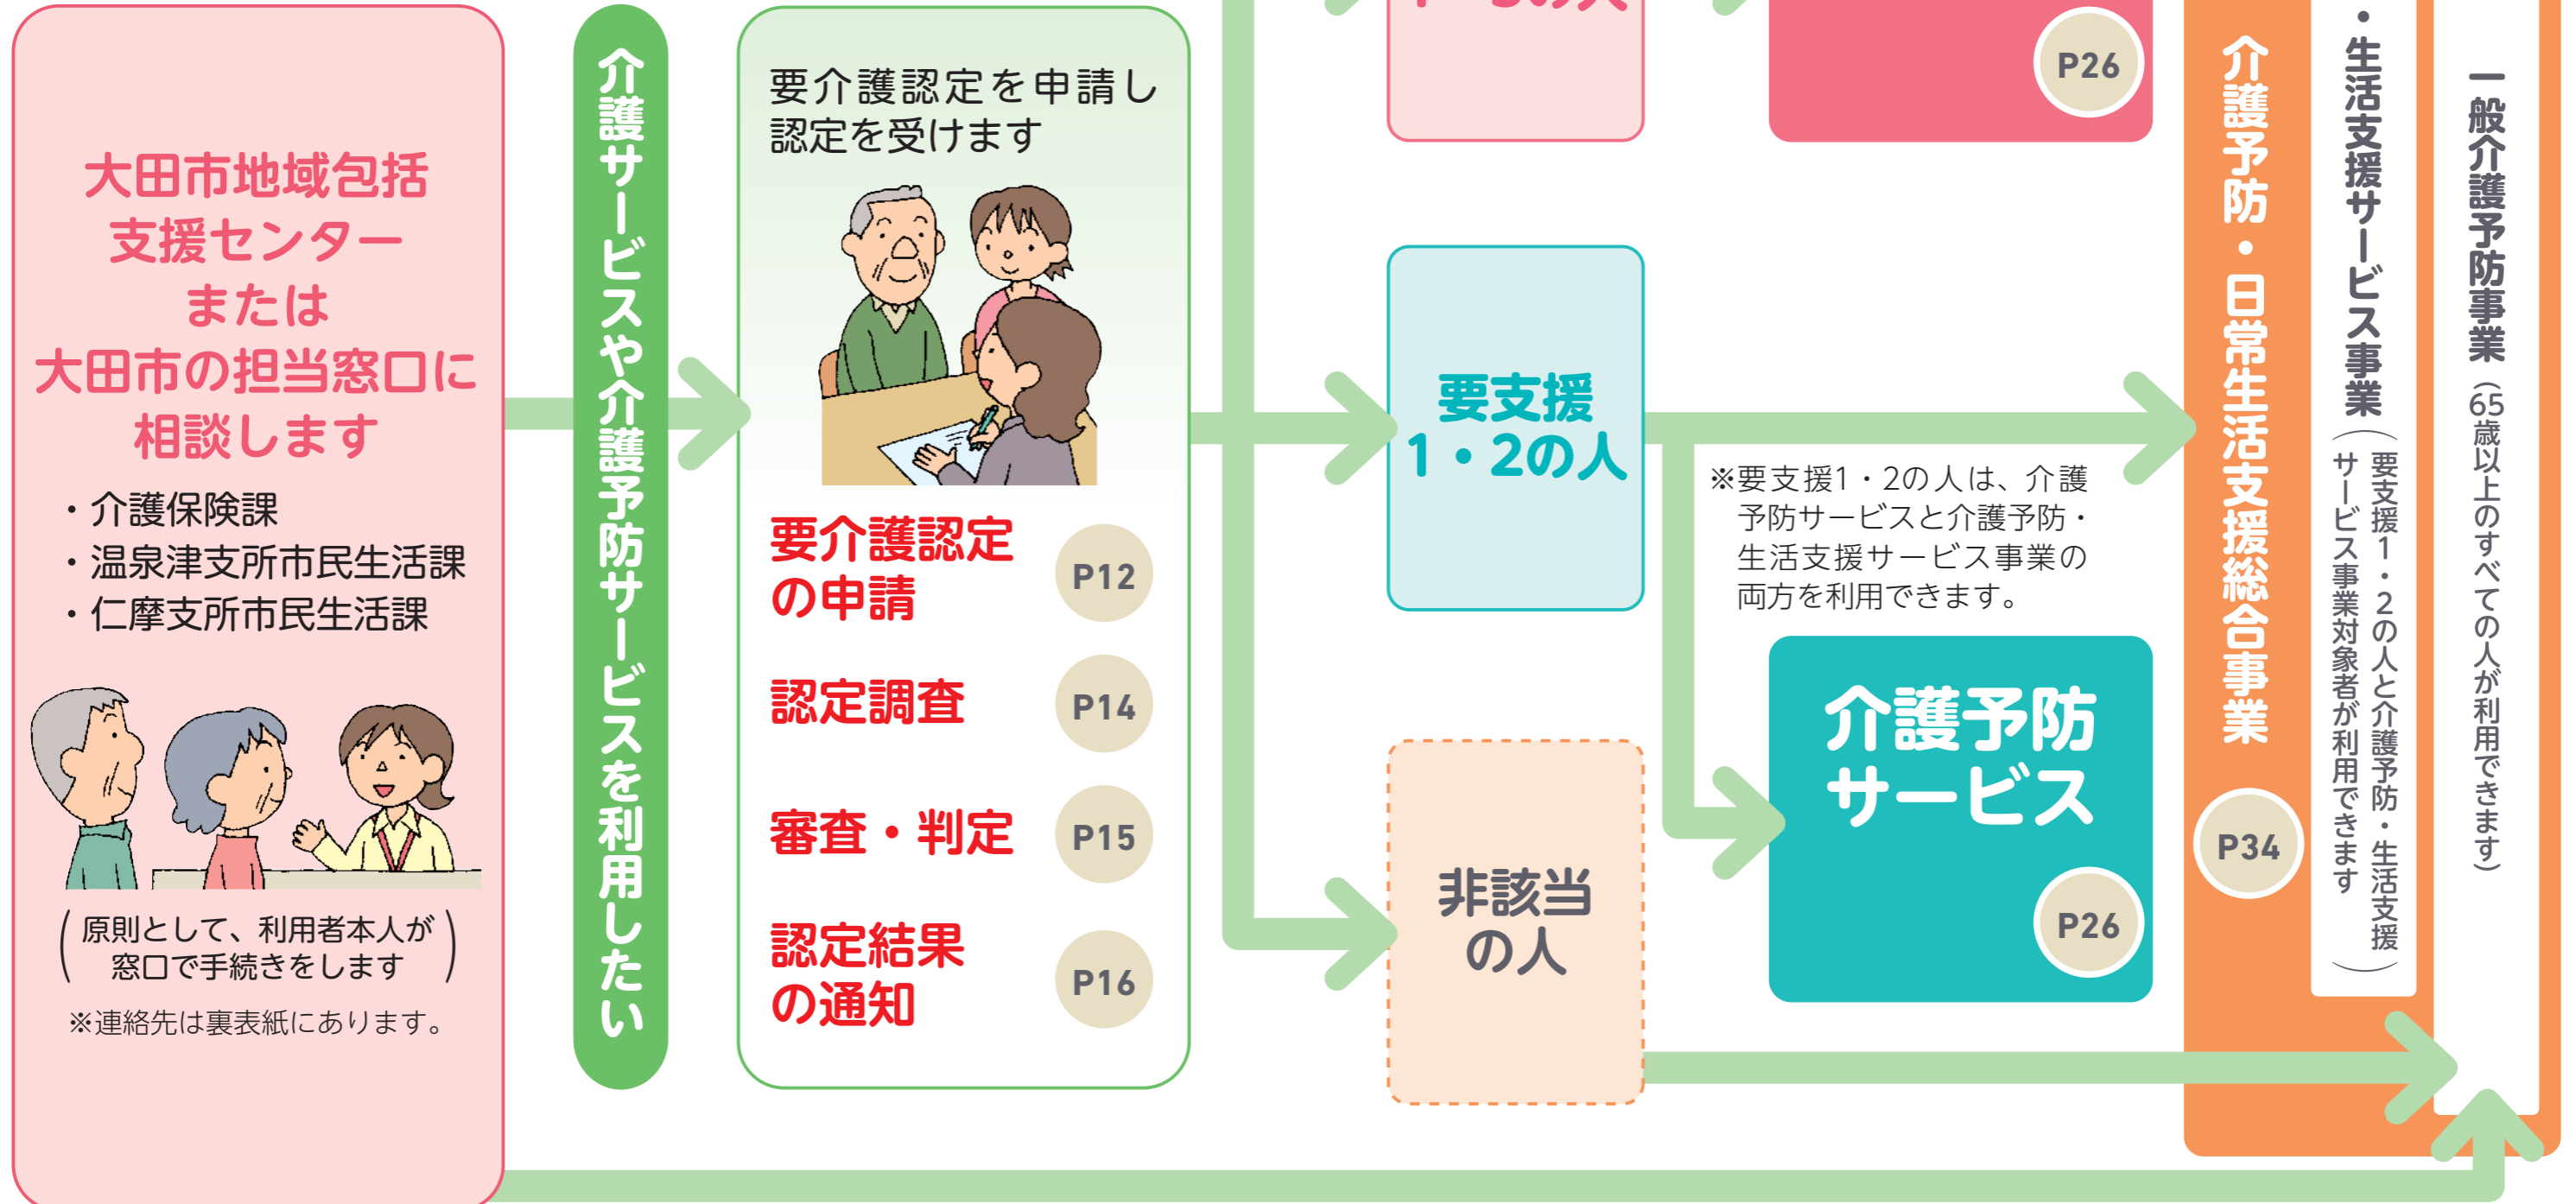 大田市地域包括
支援センター
または
大田市の担当窓口に
相談します
・介護保険課
・温泉津支所市民生活課
・仁摩支所市民生活課
(原則として、利用者本人が
窓口で手続きをします)
※連絡先は裏表紙にあります。
介護サービスや介護予防サービスを利用したい
要介護認定を申請し
認定を受けます
要介護認定
の申請
P12
認定調査
P14
審査・判定
P15
認定結果
の通知
P16
の人
P26
要支援
1・2の人
※要支援1・2の人は、介護
予防サービスと介護予防・
生活支援サービス事業の
両方を利用できます。
介護予防
サービス
P26
非該当
の人
介護予防・日常生活支援総合事業
P34
・生活支援サービス事業
(要支援1・2の人と介護予防・生活支援
サービス事業対象者が利用できます)
一般介護予防事業(65歳以上のすべての人が利用できます)